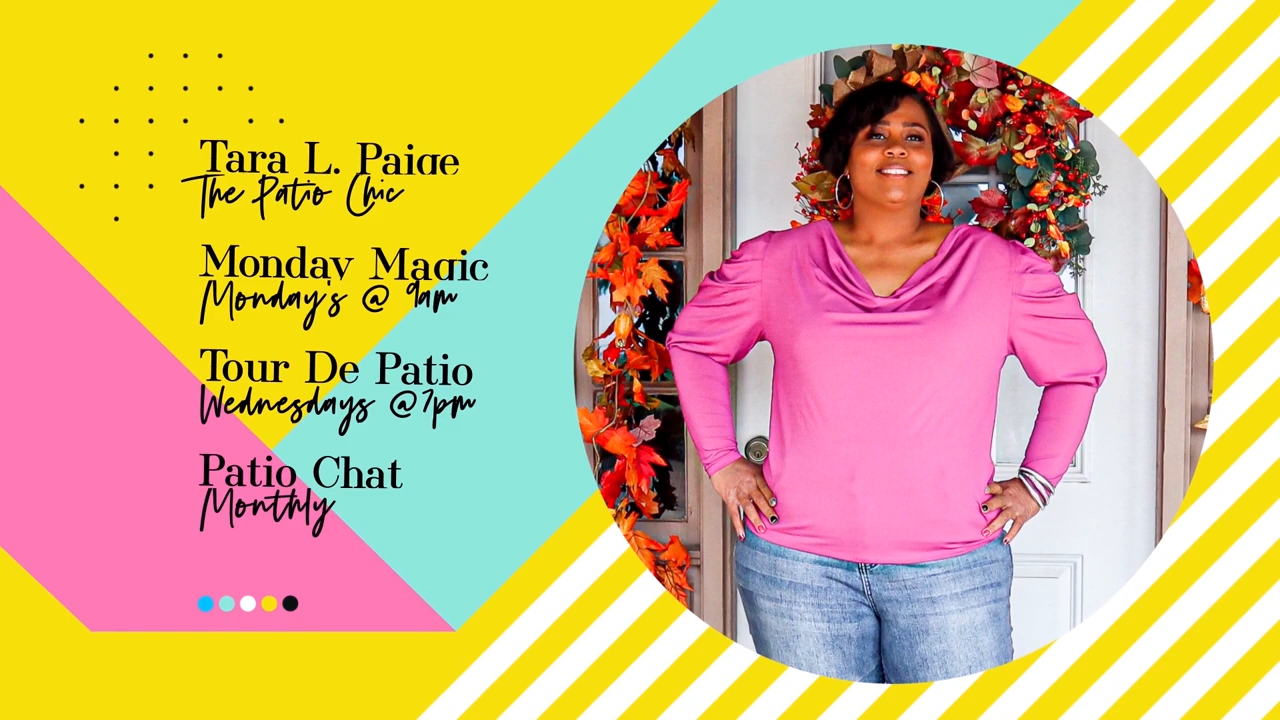 Tara L. Paige
The Patio Chic
Monday Magic
Monday's @ 9am
Tour De Patio
Wednesdays @7pm
Patio Chat
Monthly